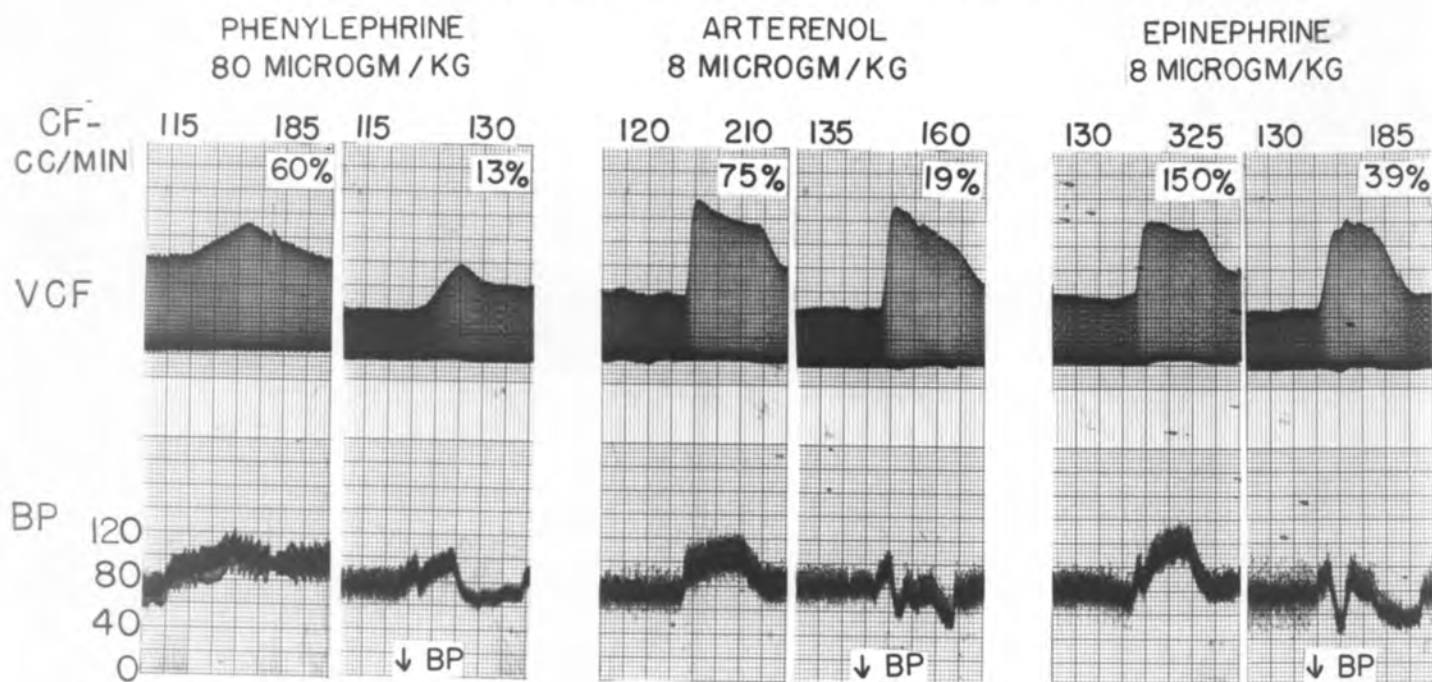 PHENYLEPHRINE
80 MICROGM / KG
ARTERENOL
8 MICROGM / KG
EPINEPHRINE
8 MICROGM/KG
CF-
CC/MIN
115 185 115 130 120 210 135 160 130 325 130 185
60% 13% 75% 19% 150% 39%
VCF
BP
120
80
40
0
↓ BP ↓ BP ↓ BP